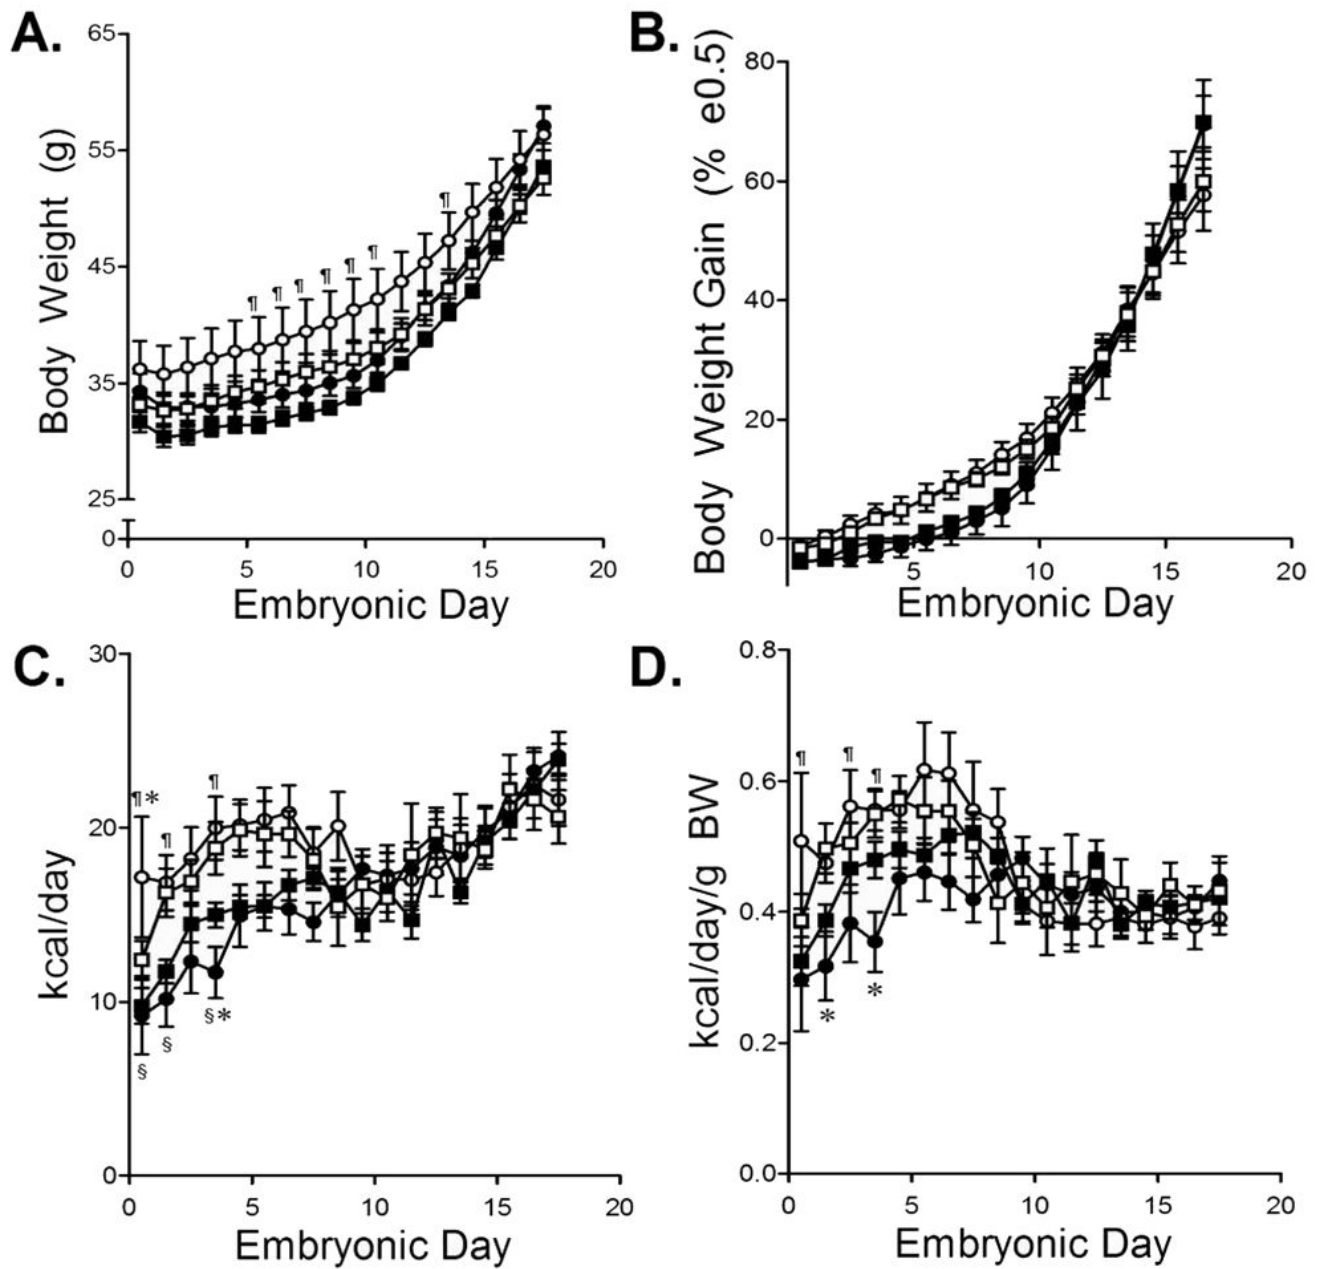 A.
65
55
45
35
25
0
Body Weight (g)
¶ ¶ ¶ ¶ ¶ ¶ ¶
0 5 10 15 20
Embryonic Day
B.
80
60
40
20
0
Body Weight Gain (% e0.5)
5 10 15 20
Embryonic Day
C.
30
20
10
0
kcal/day
¶*
¶
¶
§
§
§*
0 5 10 15 20
Embryonic Day
D.
0.8
0.6
0.4
0.2
0.0
kcal/day/g BW
¶ ¶ ¶
* *
0 5 10 15 20
Embryonic Day